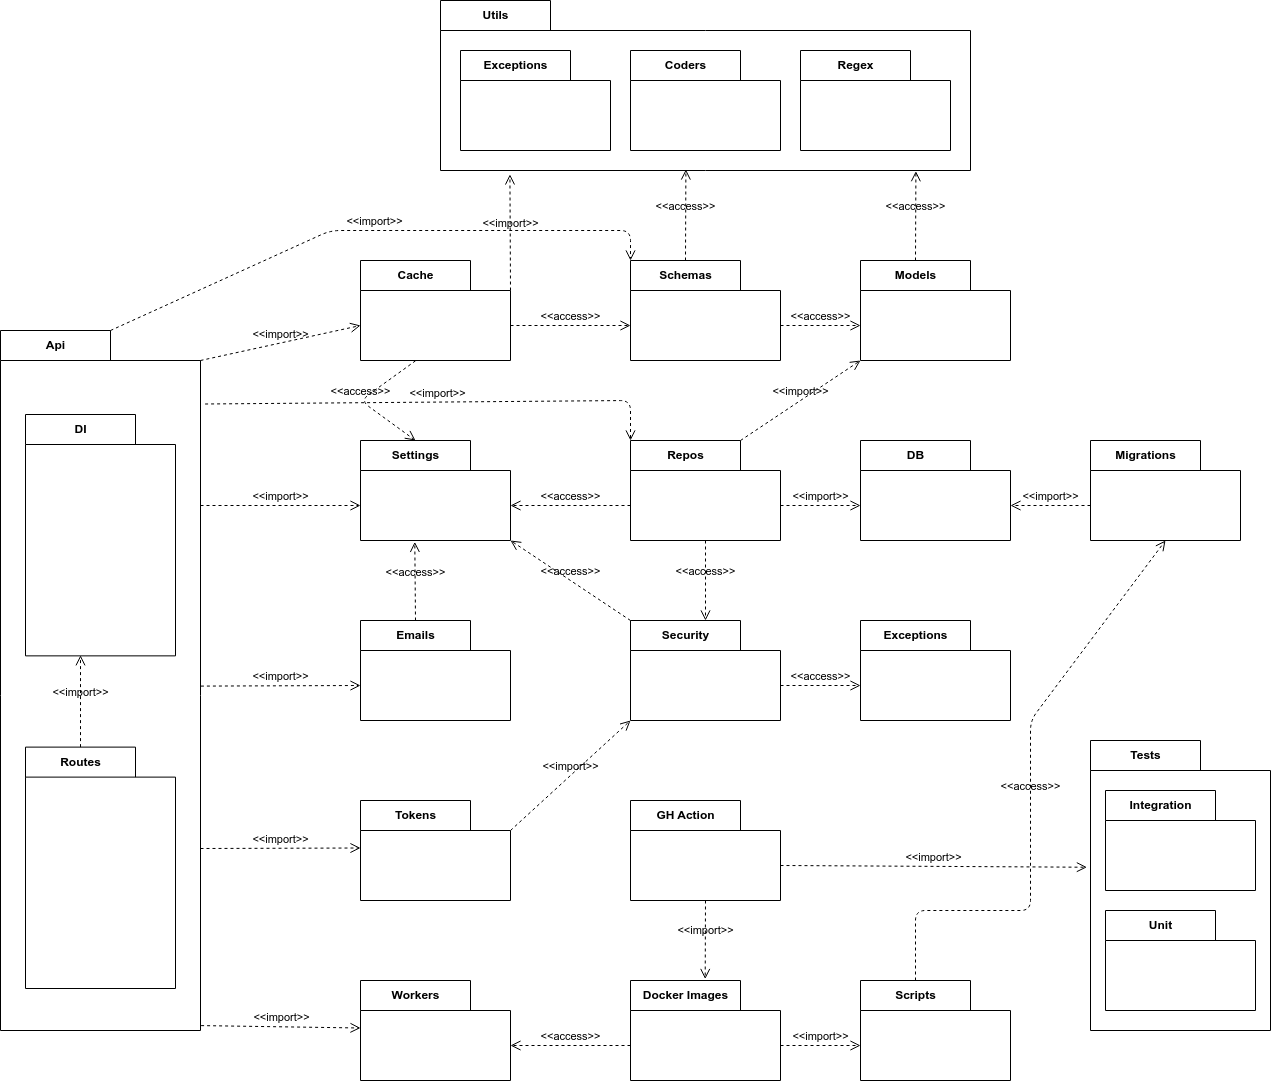 Utils
Exceptions
Coders
Regex
<<access>>
<<access>>
<<import>>
<<import>>
Cache
Schemas
Models
<<access>>
<<access>>
<<import>>
Api
<<access>>
<<import>>
<<import>>
DI
Settings
Repos
DB
Migrations
<<import>>
<<access>>
<<import>>
<<import>>
<<access>>
<<access>>
<<access>>
Emails
Security
Exceptions
<<import>>
<<access>>
<<import>>
Routes
Tests
<<import>>
<<access>>
Integration
Tokens
GH Action
<<import>>
<<import>>
Unit
<<import>>
Workers
Docker Images
Scripts
<<import>>
<<access>>
<<import>>